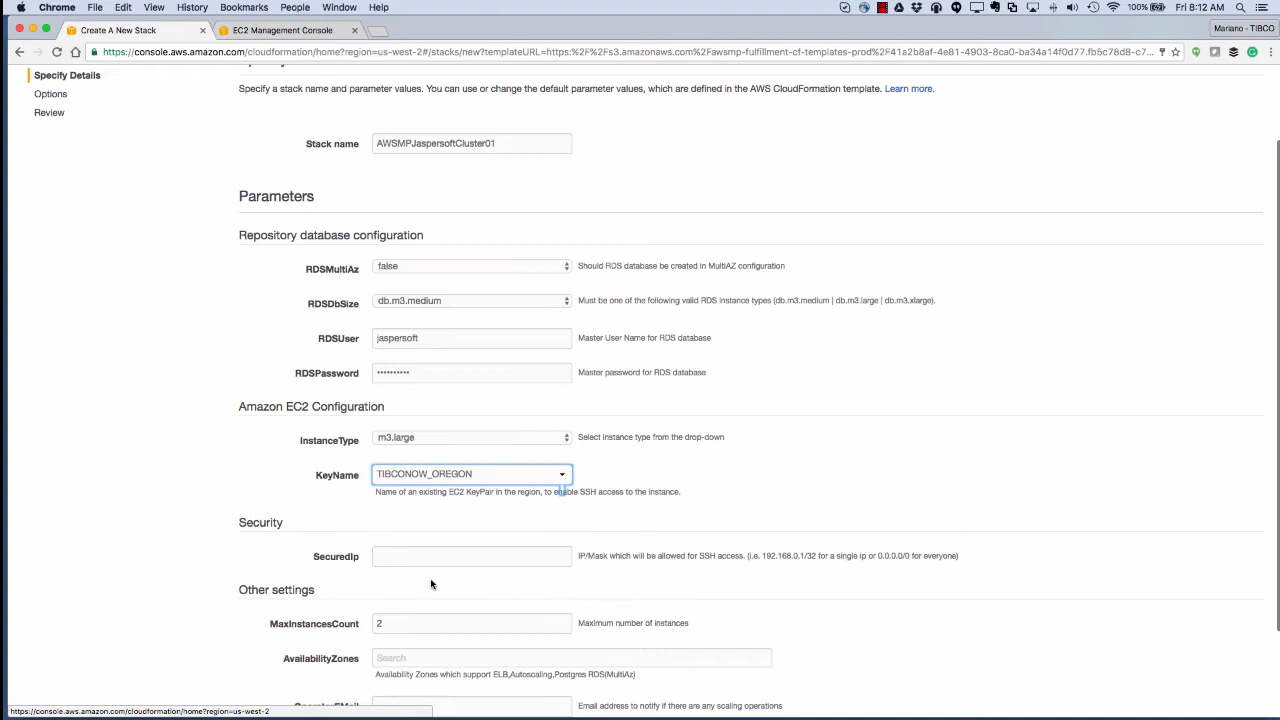 Chrome File Edit View History Bookmarks People Window Help 100% Fri 8:12 AM
Create A New Stack EC2 Management Console Mariano - TIBCO
https://console.aws.amazon.com/cloudformation/home?region=us-west-2#/stacks/new?templateURL=https:%2F%2Fs3.amazonaws.com%2Fawsmp-fulfillment-cf-templates-prod%2F41a2b8af-4e81-4903-8ca0-ba34a14f0d77.fb5c78d8-c7...
Specify Details
Options
Review
Specify a stack name and parameter values. You can use or change the default parameter values, which are defined in the AWS CloudFormation template. Learn more.
Stack name AWSMPJaspersoftCluster01
Parameters
Repository database configuration
RDSMultiAz false Should RDS database be created in MultiAZ configuration
RDSDbSize db.m3.medium Must be one of the following valid RDS instance types (db.m3.medium | db.m3.large | db.m3.xlarge).
RDSUser jaspersoft Master User Name for RDS database
RDSPassword •••••••••• Master password for RDS database
Amazon EC2 Configuration
InstanceType m3.large Select instance type from the drop-down
KeyName TIBCONOW_OREGON
Name of an existing EC2 KeyPair in the region, to enable SSH access to the instance.
Security
SecuredIp IP/Mask which will be allowed for SSH access. (i.e. 192.168.0.1/32 for a single ip or 0.0.0.0/0 for everyone)
Other settings
MaxInstancesCount 2 Maximum number of instances
AvailabilityZones Search
Availability Zones which support ELB,Autoscaling,Postgres RDS(MultiAz)
OperatorEMail Email address to notify if there are any scaling operations
https://console.aws.amazon.com/cloudformation/home?region=us-west-2